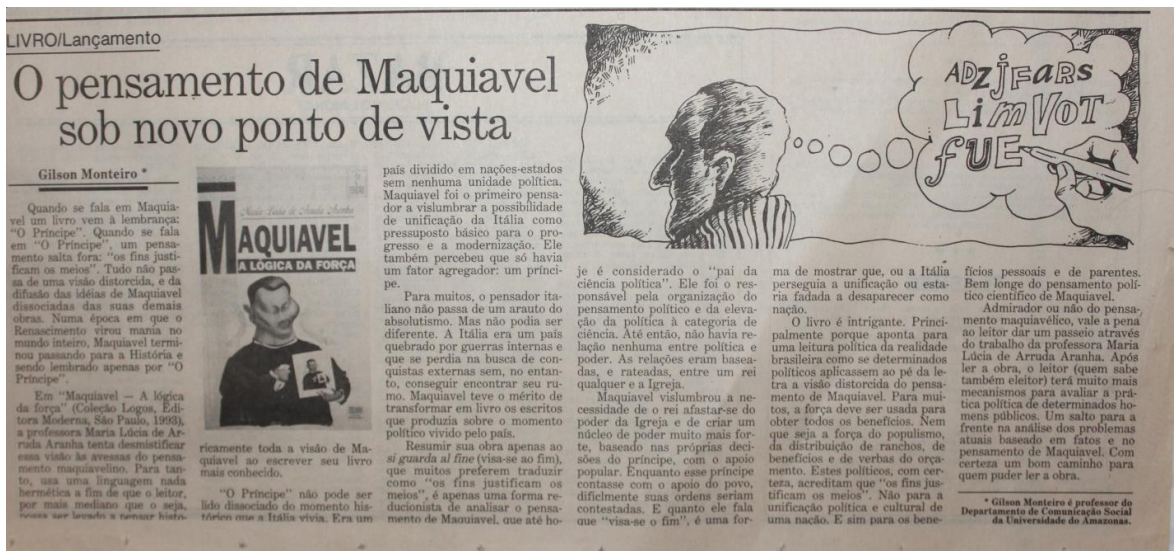 LIVRO/Lançamento
O pensamento de Maquiavel
sob novo ponto de vista
Gilson Monteiro *
Quando se fala em Maquia-
vel um livro vem à lembrança:
"O Príncipe". Quando se fala
em "O Príncipe", um pensa-
mento salta fora: "os fins justi-
ficam os meios". Tudo não pas-
sa de uma visão distorcida, e da
difusão das idéias de Maquiavel
dissociadas das suas demais
obras. Numa época em que o
Renascimento virou mania no
mundo inteiro, Maquiavel termi-
nou passando para a História e
sendo lembrado apenas por "O
Príncipe".
Em "Maquiavel — A lógica
da força" (Coleção Logos, Edi-
tora Moderna, São Paulo, 1993),
a professora Maria Lúcia de Ar-
ruda Aranha tenta desmistificar
essa visão às avessas do pensa-
mento maquiavelino. Para tan-
to, usa uma linguagem nada
hermética a fim de que o leitor,
por mais mediano que o seja,
possa ser levado a pensar histo-
Maria Lúcia de Arruda Aranha
MAQUIAVEL
A LÓGICA DA FORÇA
ricamente toda a visão de Ma-
quiavel ao escrever seu livro
mais conhecido.
"O Príncipe" não pode ser
lido dissociado do momento his-
tórico que a Itália vivia. Era um
país dividido em nações-estados
sem nenhuma unidade política.
Maquiavel foi o primeiro pensa-
dor a vislumbrar a possibilidade
de unificação da Itália como
pressuposto básico para o pro-
gresso e a modernização. Ele
também percebeu que só havia
um fator agregador: um prínci-
pe.
Para muitos, o pensador ita-
liano não passa de um arauto do
absolutismo. Mas não podia ser
diferente. A Itália era um país
quebrado por guerras internas e
que se perdia na busca de con-
quistas externas sem, no entan-
to, conseguir encontrar seu ru-
mo. Maquiavel teve o mérito de
transformar em livro os escritos
que produzia sobre o momento
político vivido pelo país.
Resumir sua obra apenas ao
si guarda al fine (visa-se ao fim),
que muitos preferem traduzir
como "os fins justificam os
meios", é apenas uma forma re-
ducionista de analisar o pensa-
mento de Maquiavel, que até ho-
ADZjFaRS
LimVOT
fUE
je é considerado o "pai da
ciência política". Ele foi o res-
ponsável pela organização do
pensamento político e da eleva-
ção da política à categoria de
ciência. Até então, não havia re-
lação nenhuma entre política e
poder. As relações eram basea-
das, e rateadas, entre um rei
qualquer e a Igreja.
Maquiavel vislumbrou a ne-
cessidade de o rei afastar-se do
poder da Igreja e de criar um
núcleo de poder muito mais for-
te, baseado nas próprias deci-
sões do príncipe, com o apoio
popular. Enquanto esse príncipe
contasse com o apoio do povo,
dificilmente suas ordens seriam
contestadas. E quanto ele fala
que "visa-se o fim", é uma for-
ma de mostrar que, ou a Itália
perseguia a unificação ou esta-
ria fadada a desaparecer como
nação.
O livro é intrigante. Princi-
palmente porque aponta para
uma leitura política da realidade
brasileira como se determinados
políticos aplicassem ao pé da le-
tra a visão distorcida do pensa-
mento de Maquiavel. Para mui-
tos, a força deve ser usada para
obter todos os benefícios. Nem
que seja a força do populismo,
da distribuição de ranchos, de
benefícios e de verbas do orça-
mento. Estes políticos, com cer-
teza, acreditam que "os fins jus-
tificam os meios". Não para a
unificação política e cultural de
uma nação. E sim para os bene-
fícios pessoais e de parentes.
Bem longe do pensamento polí-
tico científico de Maquiavel.
Admirador ou não do pensa-
mento maquiavélico, vale a pena
ao leitor dar um passeio através
do trabalho da professora Maria
Lúcia de Arruda Aranha. Após
ler a obra, o leitor (quem sabe
também eleitor) terá muito mais
mecanismos para avaliar a prá-
tica política de determinados ho-
mens públicos. Um salto para a
frente na análise dos problemas
atuais baseado em fatos e no
pensamento de Maquiavel. Com
certeza um bom caminho para
quem puder ler a obra.
* Gilson Monteiro é professor do
Departamento de Comunicação Social
da Universidade do Amazonas.